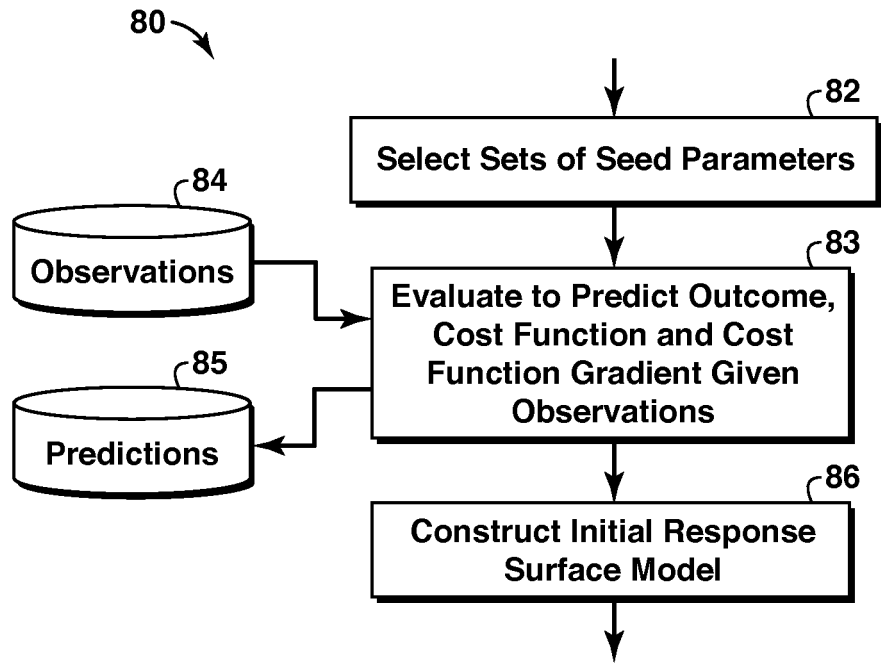 80
82
Select Sets of Seed Parameters
84
Observations
83
Evaluate to Predict Outcome,
Cost Function and Cost
Function Gradient Given
Observations
85
Predictions
86
Construct Initial Response
Surface Model